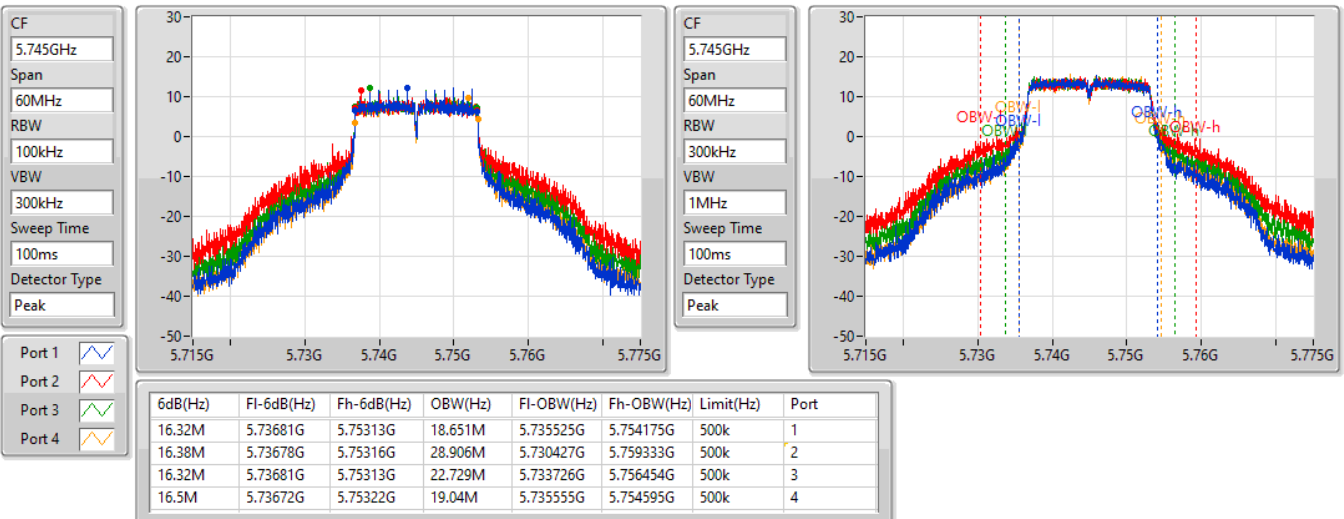 CF
5.745GHz
Span
60MHz
RBW
100kHz
VBW
300kHz
Sweep Time
100ms
Detector Type
Peak
30
20
10
0
-10
-20
-30
-40
-50
5.715G 5.73G 5.74G 5.75G 5.76G 5.775G
CF
5.745GHz
Span
60MHz
RBW
300kHz
VBW
1MHz
Sweep Time
100ms
Detector Type
Peak
30
20
10
0
-10
-20
-30
-40
-50
OBW-l
OBW-h
OBW-h
5.715G 5.73G 5.74G 5.75G 5.76G 5.775G
Port 1
Port 2
Port 3
Port 4
6dB(Hz) Fl-6dB(Hz) Fh-6dB(Hz) OBW(Hz) Fl-OBW(Hz) Fh-OBW(Hz) Limit(Hz) Port
16.32M 5.73681G 5.75313G 18.651M 5.735525G 5.754175G 500k 1
16.38M 5.73678G 5.75316G 28.906M 5.730427G 5.759333G 500k 2
16.32M 5.73681G 5.75313G 22.729M 5.733726G 5.756454G 500k 3
16.5M 5.73672G 5.75322G 19.04M 5.735555G 5.754595G 500k 4